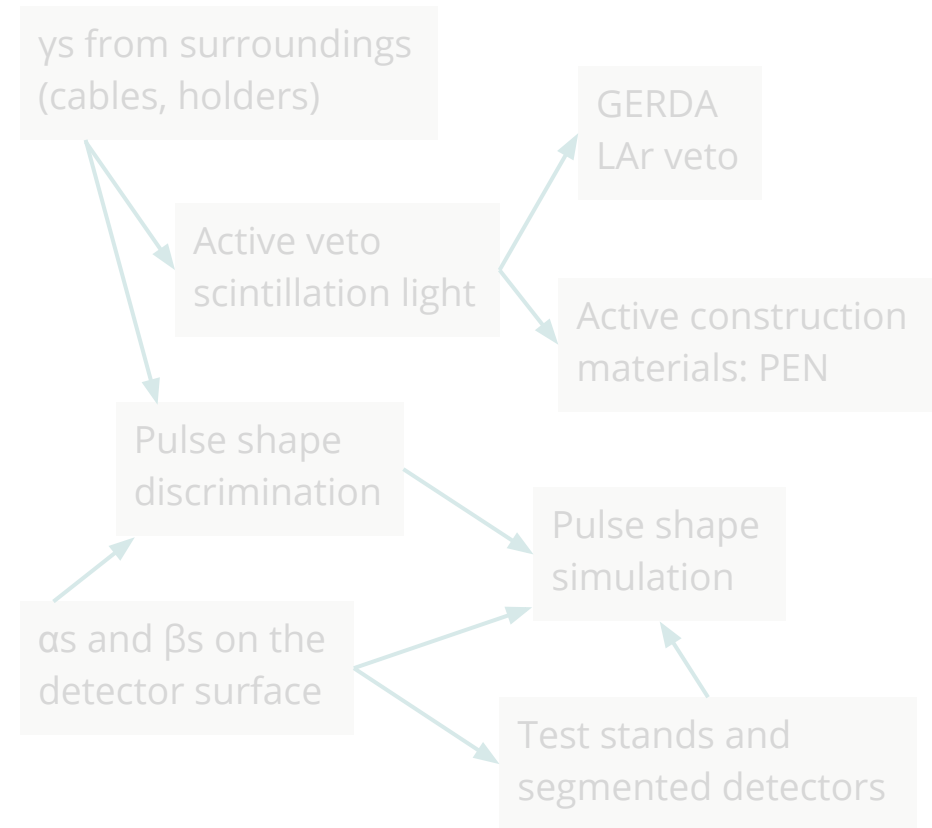 γs from surroundings
(cables, holders)
GERDA
LAr veto
Active veto
scintillation light
Active construction
materials: PEN
Pulse shape
discrimination
Pulse shape
simulation
αs and βs on the
detector surface
Test stands and
segmented detectors